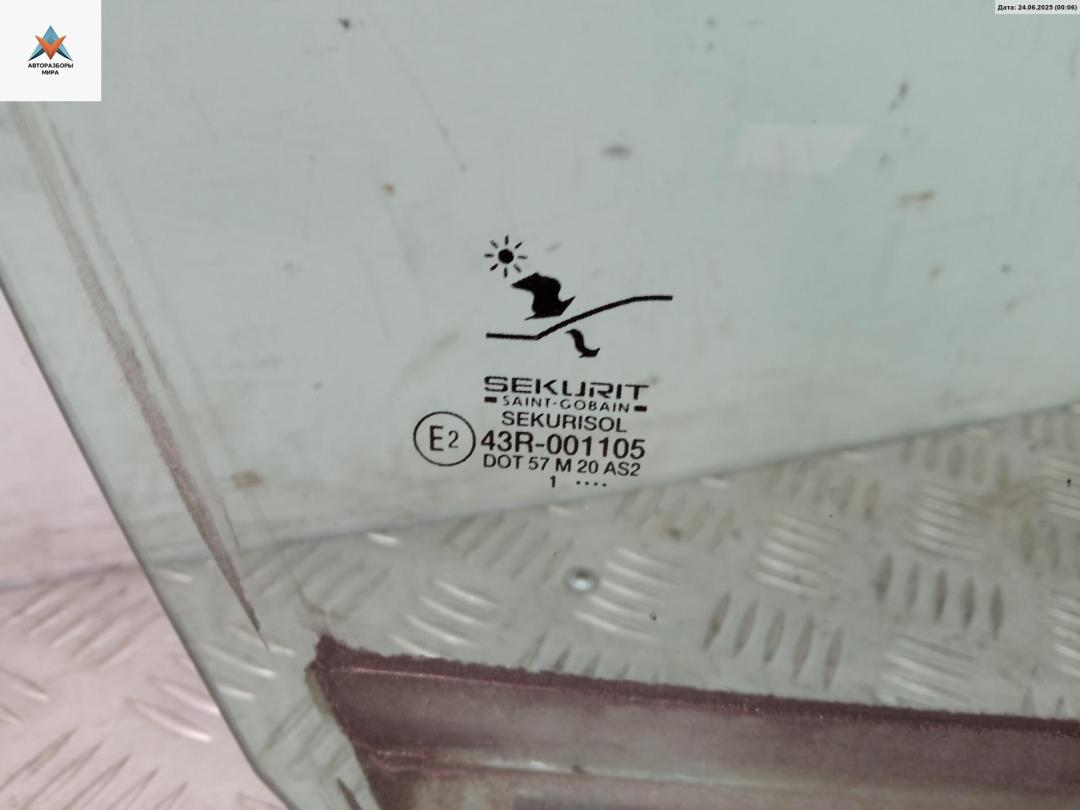 АВТОРАЗБОРЫ
МИРА
Дата: 24.06.2025 (00:06)
SEKURIT
SAINT-GOBAIN
SEKURISOL
E2 43R-001105
DOT 57 M 20 AS2
1 ····